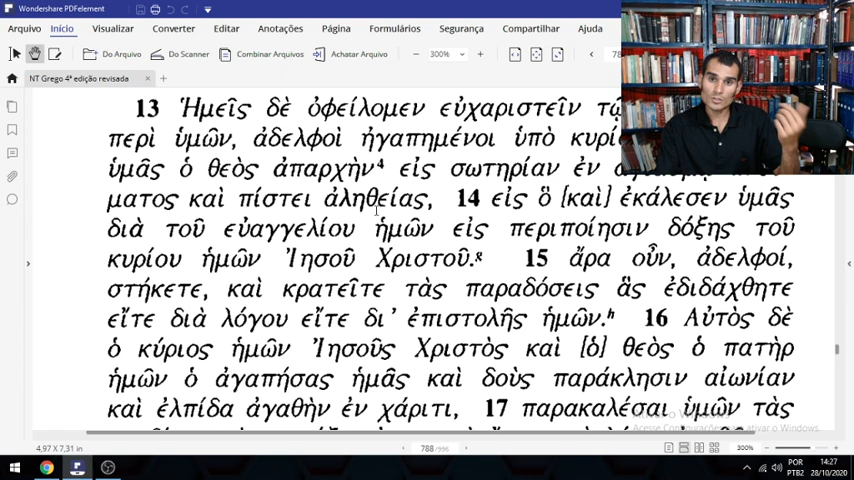 Wondershare PDFelement
Arquivo Início Visualizar Converter Editar Anotações Página Formulários Segurança Compartilhar Ajuda
Do Arquivo Do Scanner Combinar Arquivos Achatar Arquivo 300%
NT Grego 4ª edição revisada
13 Ἡμεῖς δὲ ὀφείλομεν εὐχαριστεῖν
περὶ ὑμῶν, ἀδελφοὶ ἠγαπημένοι ὑπὸ
ὑμᾶς ὁ θεὸς ἀπαρχὴν⁴ εἰς σωτηρίαν ἐν
ματος καὶ πίστει ἀληθείας, 14 εἰς ὃ [καὶ] ἐκάλεσεν ὑμᾶς
διὰ τοῦ εὐαγγελίου ἡμῶν εἰς περιποίησιν δόξης τοῦ
κυρίου ἡμῶν Ἰησοῦ Χριστοῦ.ᵍ 15 ἄρα οὖν, ἀδελφοί,
στήκετε, καὶ κρατεῖτε τὰς παραδόσεις ἃς ἐδιδάχθητε
εἴτε διὰ λόγου εἴτε δι’ ἐπιστολῆς ἡμῶν.ʰ 16 Αὐτὸς δὲ
ὁ κύριος ἡμῶν Ἰησοῦς Χριστὸς καὶ [ὁ] θεὸς ὁ πατὴρ
ἡμῶν ὁ ἀγαπήσας ἡμᾶς καὶ δοὺς παράκλησιν αἰωνίαν
καὶ ἐλπίδα ἀγαθὴν ἐν χάριτι, 17 παρακαλέσαι ὑμῶν τὰς
4,97 x 7,31 in 788 /996 300%
POR 14:27
PTB2 28/10/2020